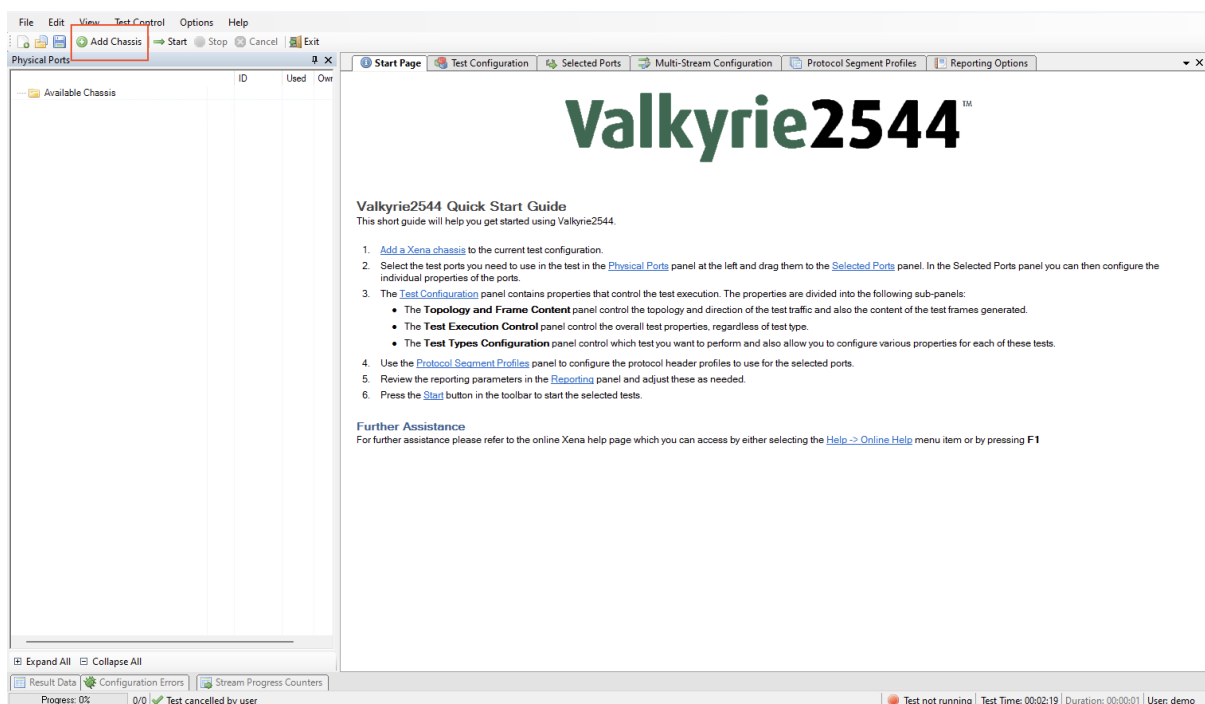 File Edit View Test Control Options Help
Add Chassis Start Stop Cancel Exit
Physical Ports
ID Used Own
Available Chassis
Start Page Test Configuration Selected Ports Multi-Stream Configuration Protocol Segment Profiles Reporting Options
Valkyrie2544™
Valkyrie2544 Quick Start Guide
This short guide will help you get started using Valkyrie2544.
1. Add a Xena chassis to the current test configuration.
2. Select the test ports you need to use in the test in the Physical Ports panel at the left and drag them to the Selected Ports panel. In the Selected Ports panel you can then configure the
individual properties of the ports.
3. The Test Configuration panel contains properties that control the test execution. The properties are divided into the following sub-panels:
• The Topology and Frame Content panel control the topology and direction of the test traffic and also the content of the test frames generated.
• The Test Execution Control panel control the overall test properties, regardless of test type.
• The Test Types Configuration panel control which test you want to perform and also allow you to configure various properties for each of these tests.
4. Use the Protocol Segment Profiles panel to configure the protocol header profiles to use for the selected ports.
5. Review the reporting parameters in the Reporting panel and adjust these as needed.
6. Press the Start button in the toolbar to start the selected tests.
Further Assistance
For further assistance please refer to the online Xena help page which you can access by either selecting the Help -> Online Help menu item or by pressing F1
Expand All Collapse All
Result Data Configuration Errors Stream Progress Counters
Progress: 0% 0/0 Test cancelled by user Test not running Test Time: 00:02:19 Duration: 00:00:01 User: demo